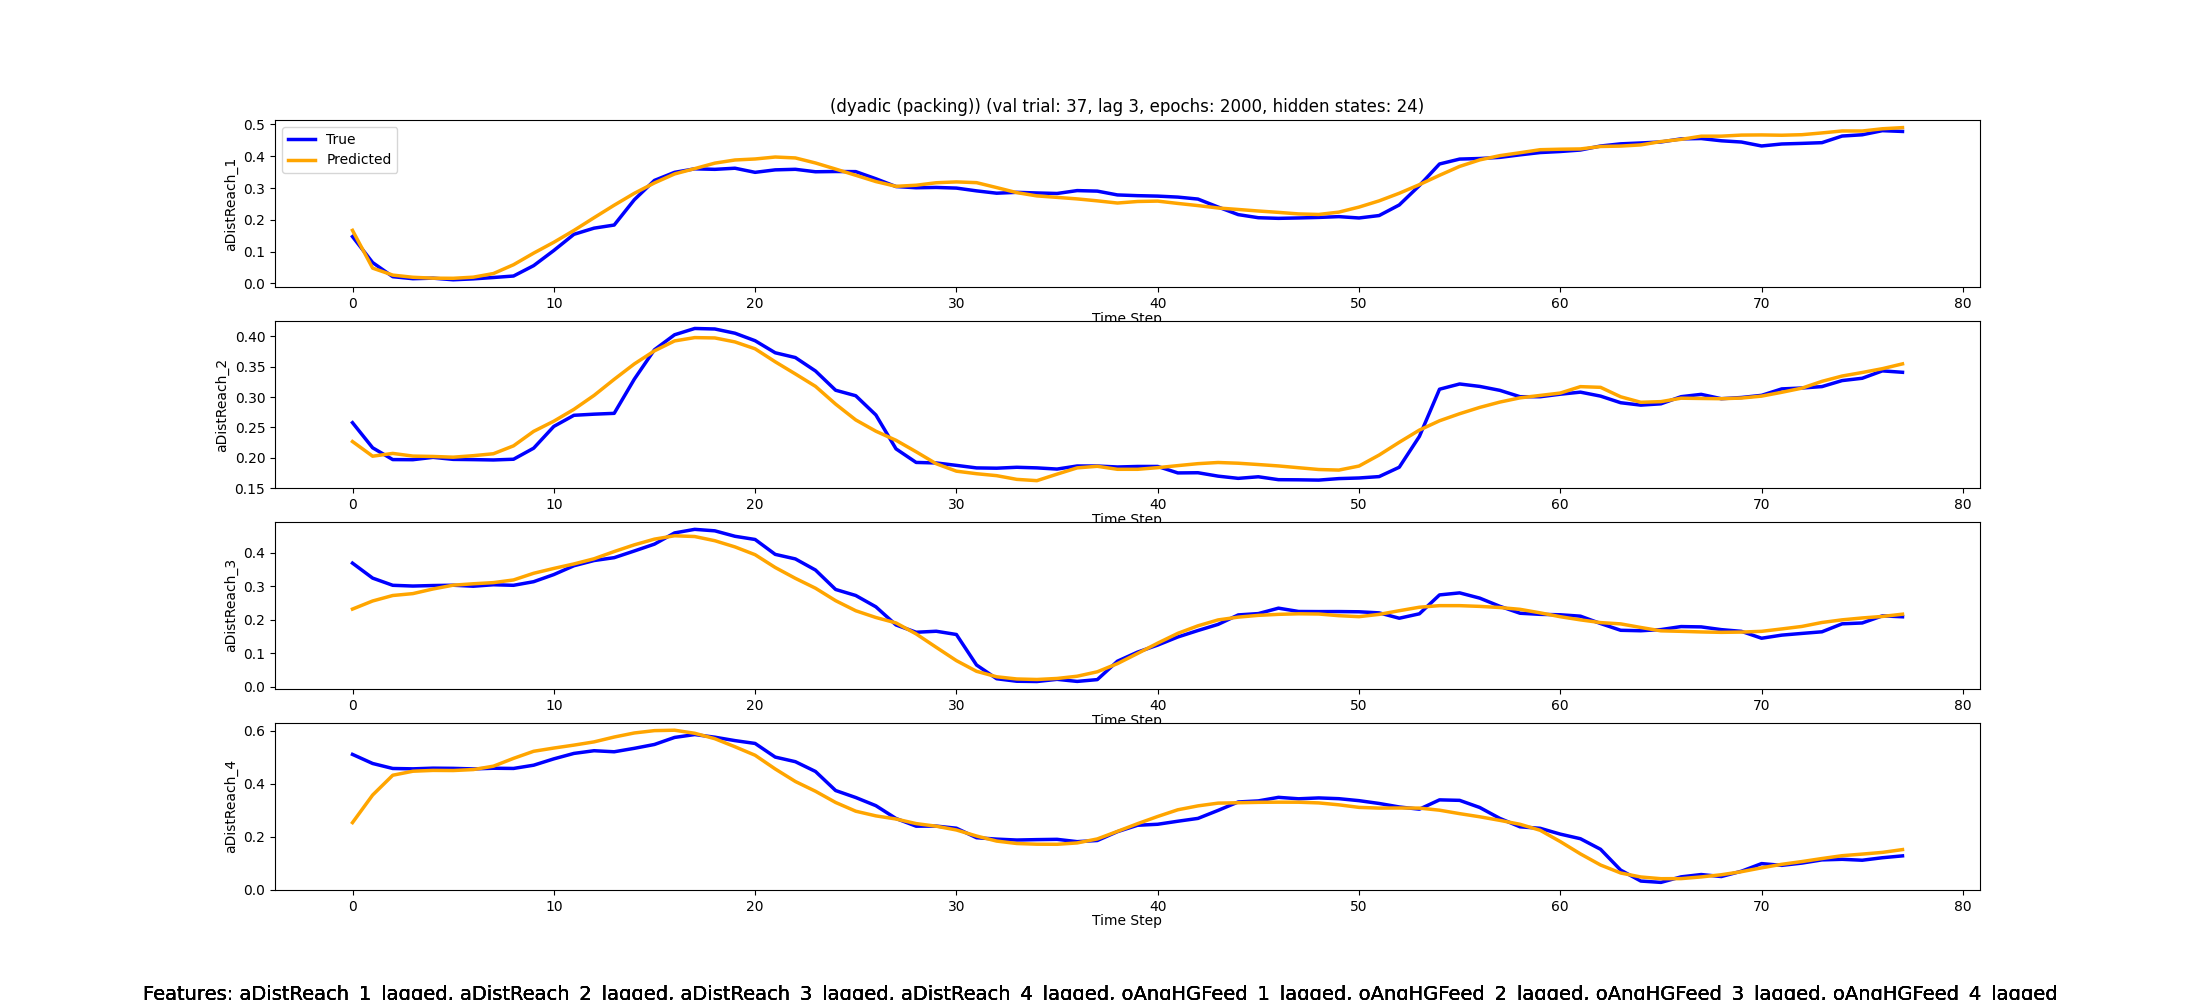 (dyadic (packing)) (val trial: 37, lag 3, epochs: 2000, hidden states: 24)
0.5
0.4
0.3
0.2
0.1
0.0
aDistReach_1
True
Predicted
0 10 20 30 40 50 60 70 80
Time Step
0.40
0.35
0.30
0.25
0.20
0.15
aDistReach_2
0 10 20 30 40 50 60 70 80
Time Step
0.4
0.3
0.2
0.1
0.0
aDistReach_3
0 10 20 30 40 50 60 70 80
Time Step
0.6
0.4
0.2
0.0
aDistReach_4
0 10 20 30 40 50 60 70 80
Time Step
Features: aDistReach_1_lagged, aDistReach_2_lagged, aDistReach_3_lagged, aDistReach_4_lagged, oAngHGFeed_1_lagged, oAngHGFeed_2_lagged, oAngHGFeed_3_lagged, oAngHGFeed_4_lagged